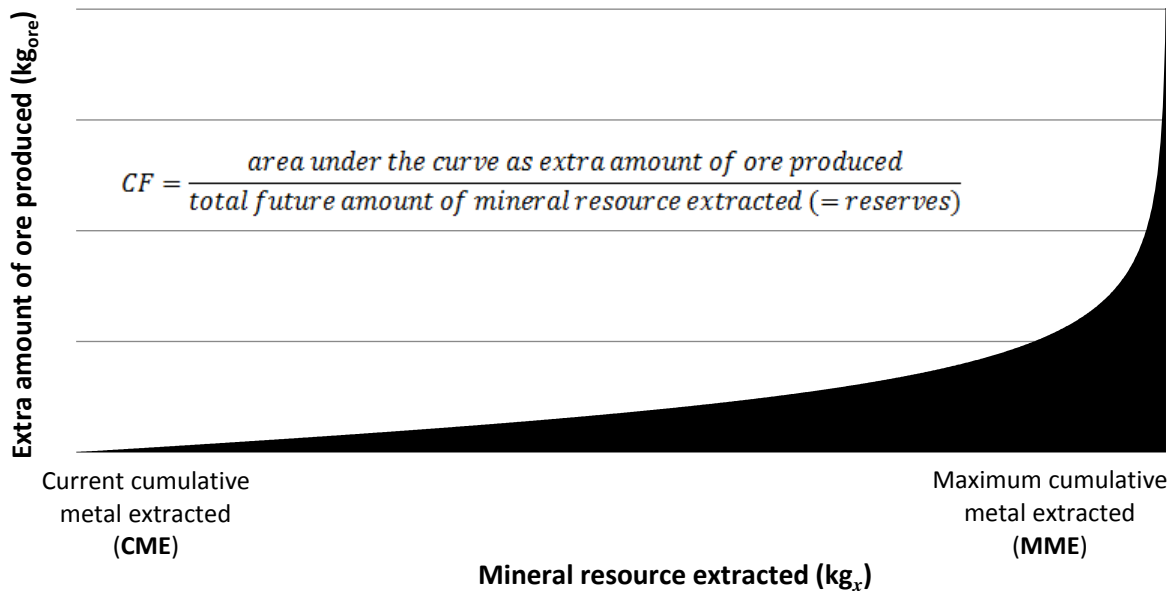 Extra amount of ore produced (kgore)
CF = area under the curve as extra amount of ore produced
total future amount of mineral resource extracted (= reserves)
Current cumulative
metal extracted
(CME)
Maximum cumulative
metal extracted
(MME)
Mineral resource extracted (kgx)